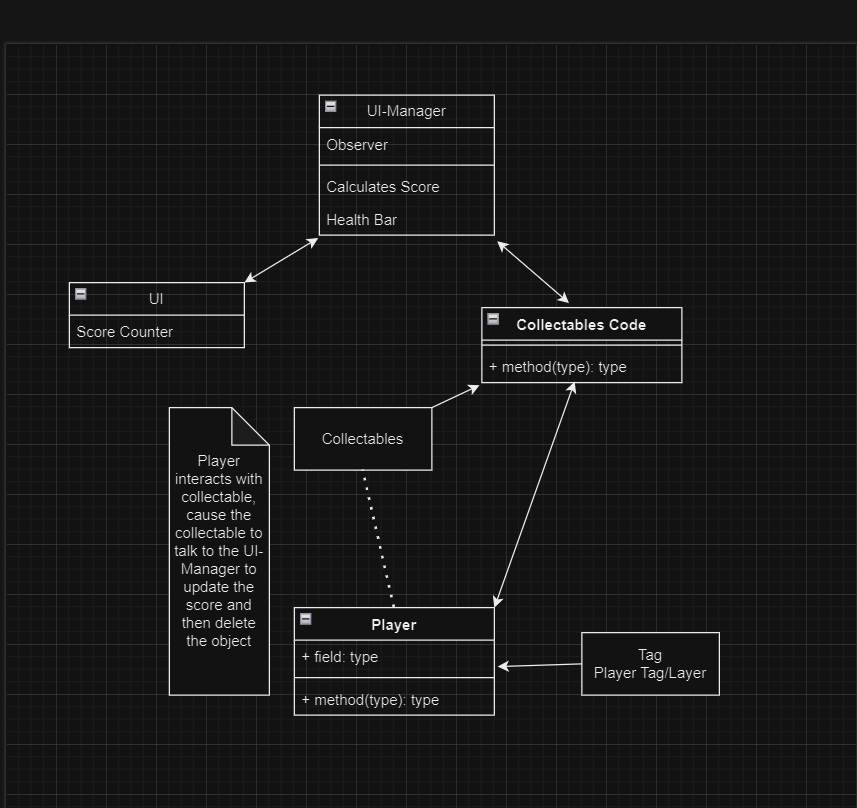 UI-Manager
Observer
Calculates Score
Health Bar
UI
Score Counter
Collectables Code
+ method(type): type
Collectables
Player
interacts with
collectable,
cause the
collectable to
talk to the UI-
Manager to
update the
score and
then delete
the object
Player
+ field: type
+ method(type): type
Tag
Player Tag/Layer